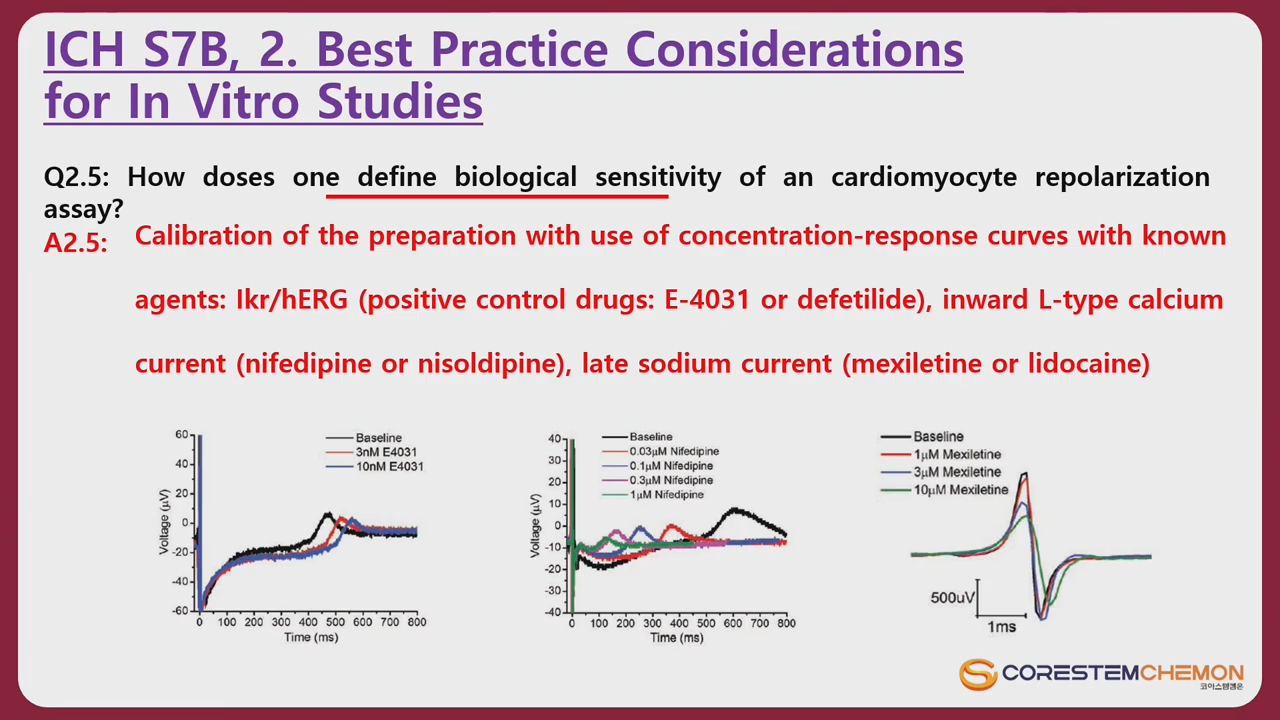 ICH S7B, 2. Best Practice Considerations
for In Vitro Studies
Q2.5: How doses one define biological sensitivity of an cardiomyocyte repolarization
assay?
A2.5:
Calibration of the preparation with use of concentration-response curves with known
agents: Ikr/hERG (positive control drugs: E-4031 or defetilide), inward L-type calcium
current (nifedipine or nisoldipine), late sodium current (mexiletine or lidocaine)
60
40
20
0
-20
-40
-60
Voltage (μV)
Baseline
3nM E4031
10nM E4031
0 100 200 300 400 500 600 700 800
Time (ms)
40
30
20
10
0
-10
-20
-30
-40
Voltage (μV)
Baseline
0.03μM Nifedipine
0.1μM Nifedipine
0.3μM Nifedipine
1μM Nifedipine
0 100 200 300 400 500 600 700 800
Time (ms)
Baseline
1μM Mexiletine
3μM Mexiletine
10μM Mexiletine
500uV
1ms
CORESTEMCHEMON
코아스템켐온